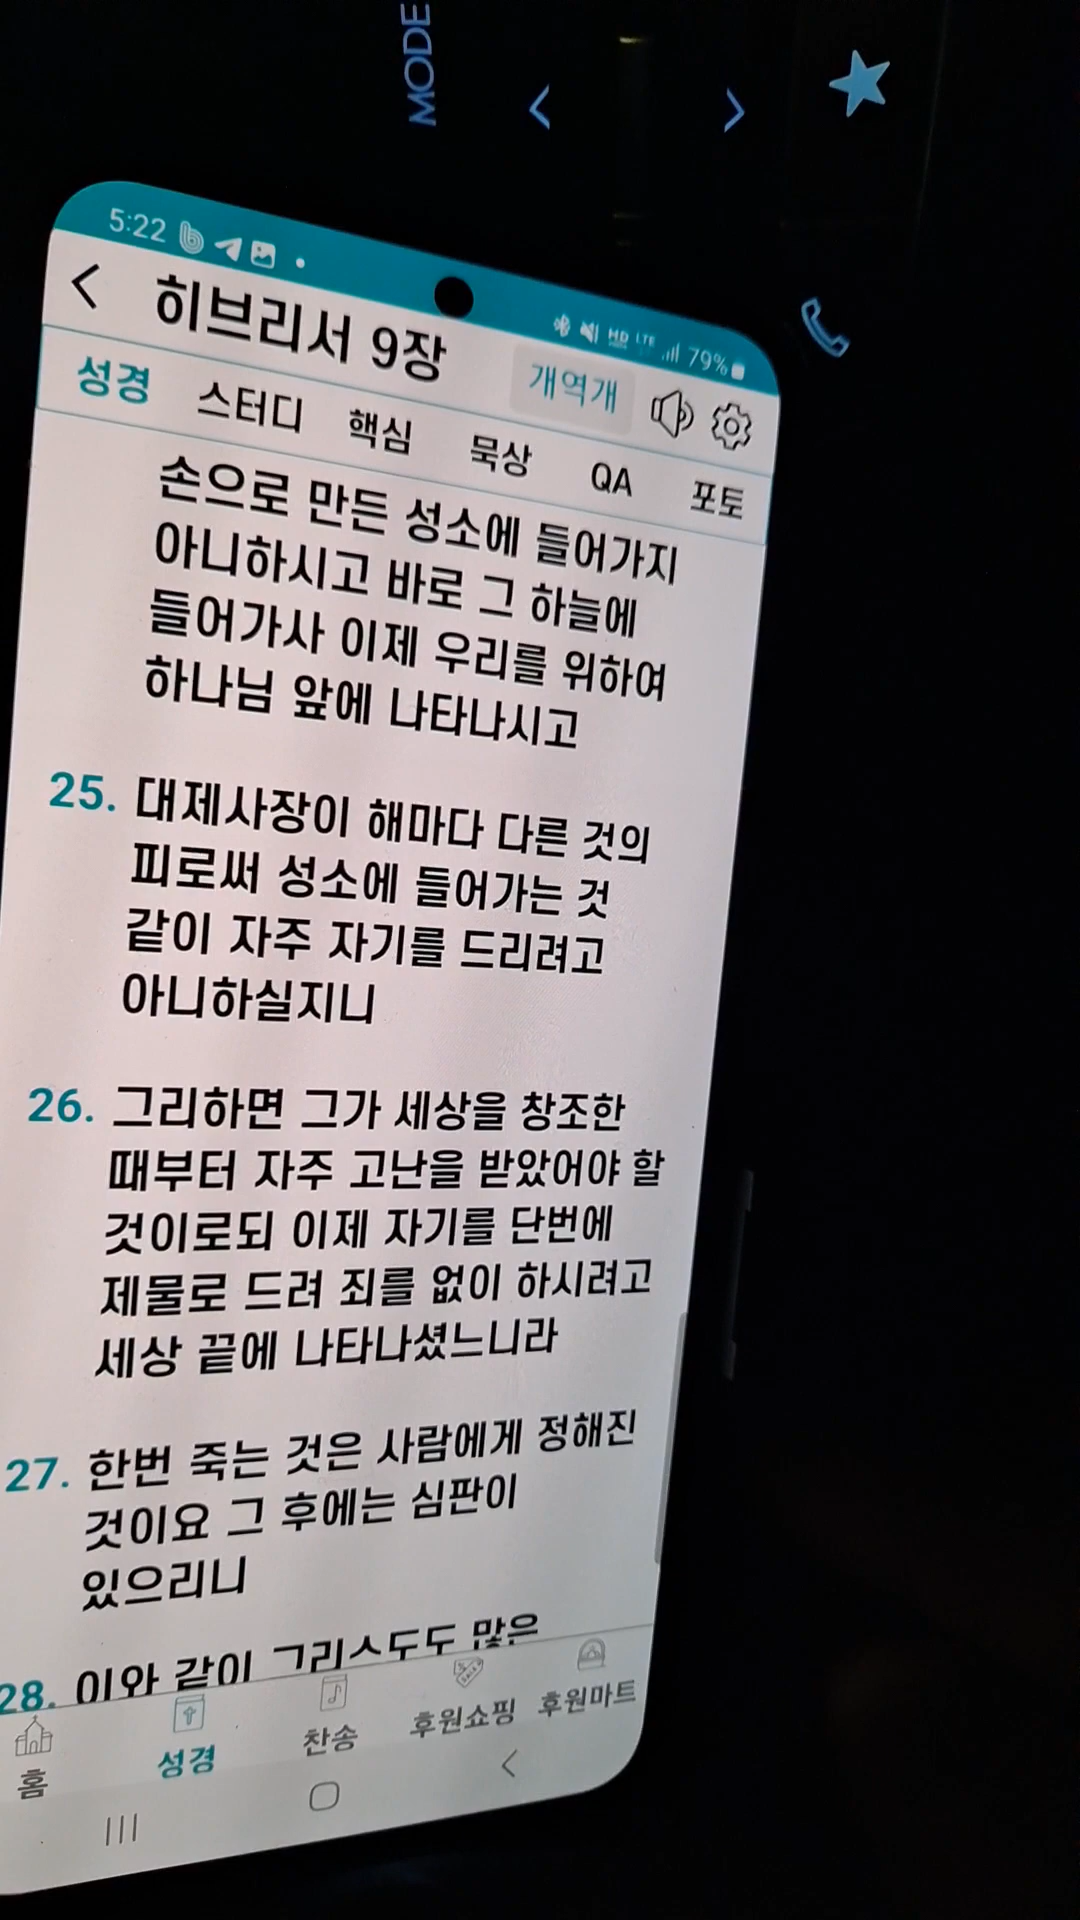 MODE
5:22
HD LTE 79%
히브리서 9장
개역개
성경 스터디 핵심 묵상 QA 포토
손으로 만든 성소에 들어가지
아니하시고 바로 그 하늘에
들어가사 이제 우리를 위하여
하나님 앞에 나타나시고
25. 대제사장이 해마다 다른 것의
피로써 성소에 들어가는 것
같이 자주 자기를 드리려고
아니하실지니
26. 그리하면 그가 세상을 창조한
때부터 자주 고난을 받았어야 할
것이로되 이제 자기를 단번에
제물로 드려 죄를 없이 하시려고
세상 끝에 나타나셨느니라
27. 한번 죽는 것은 사람에게 정해진
것이요 그 후에는 심판이
있으리니
28. 이와 같이 그리스도도 많은
홈 성경 찬송 후원쇼핑 후원마트